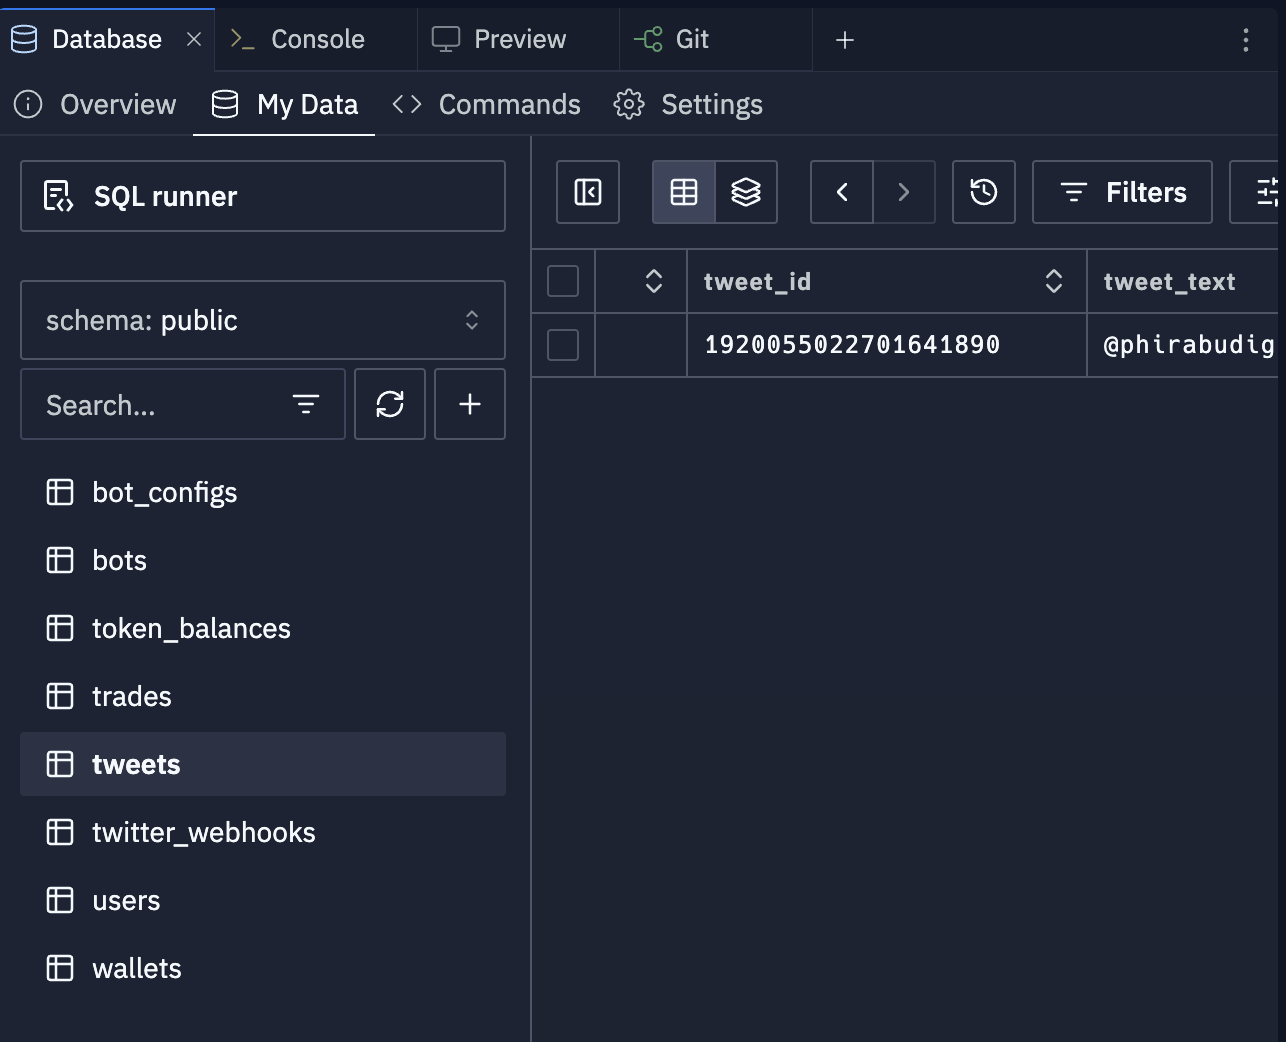 Database Console Preview Git
Overview My Data Commands Settings
SQL runner
schema: public
Search...
bot_configs
bots
token_balances
trades
tweets
twitter_webhooks
users
wallets
Filters
tweet_id tweet_text
1920055022701641890 @phirabudig